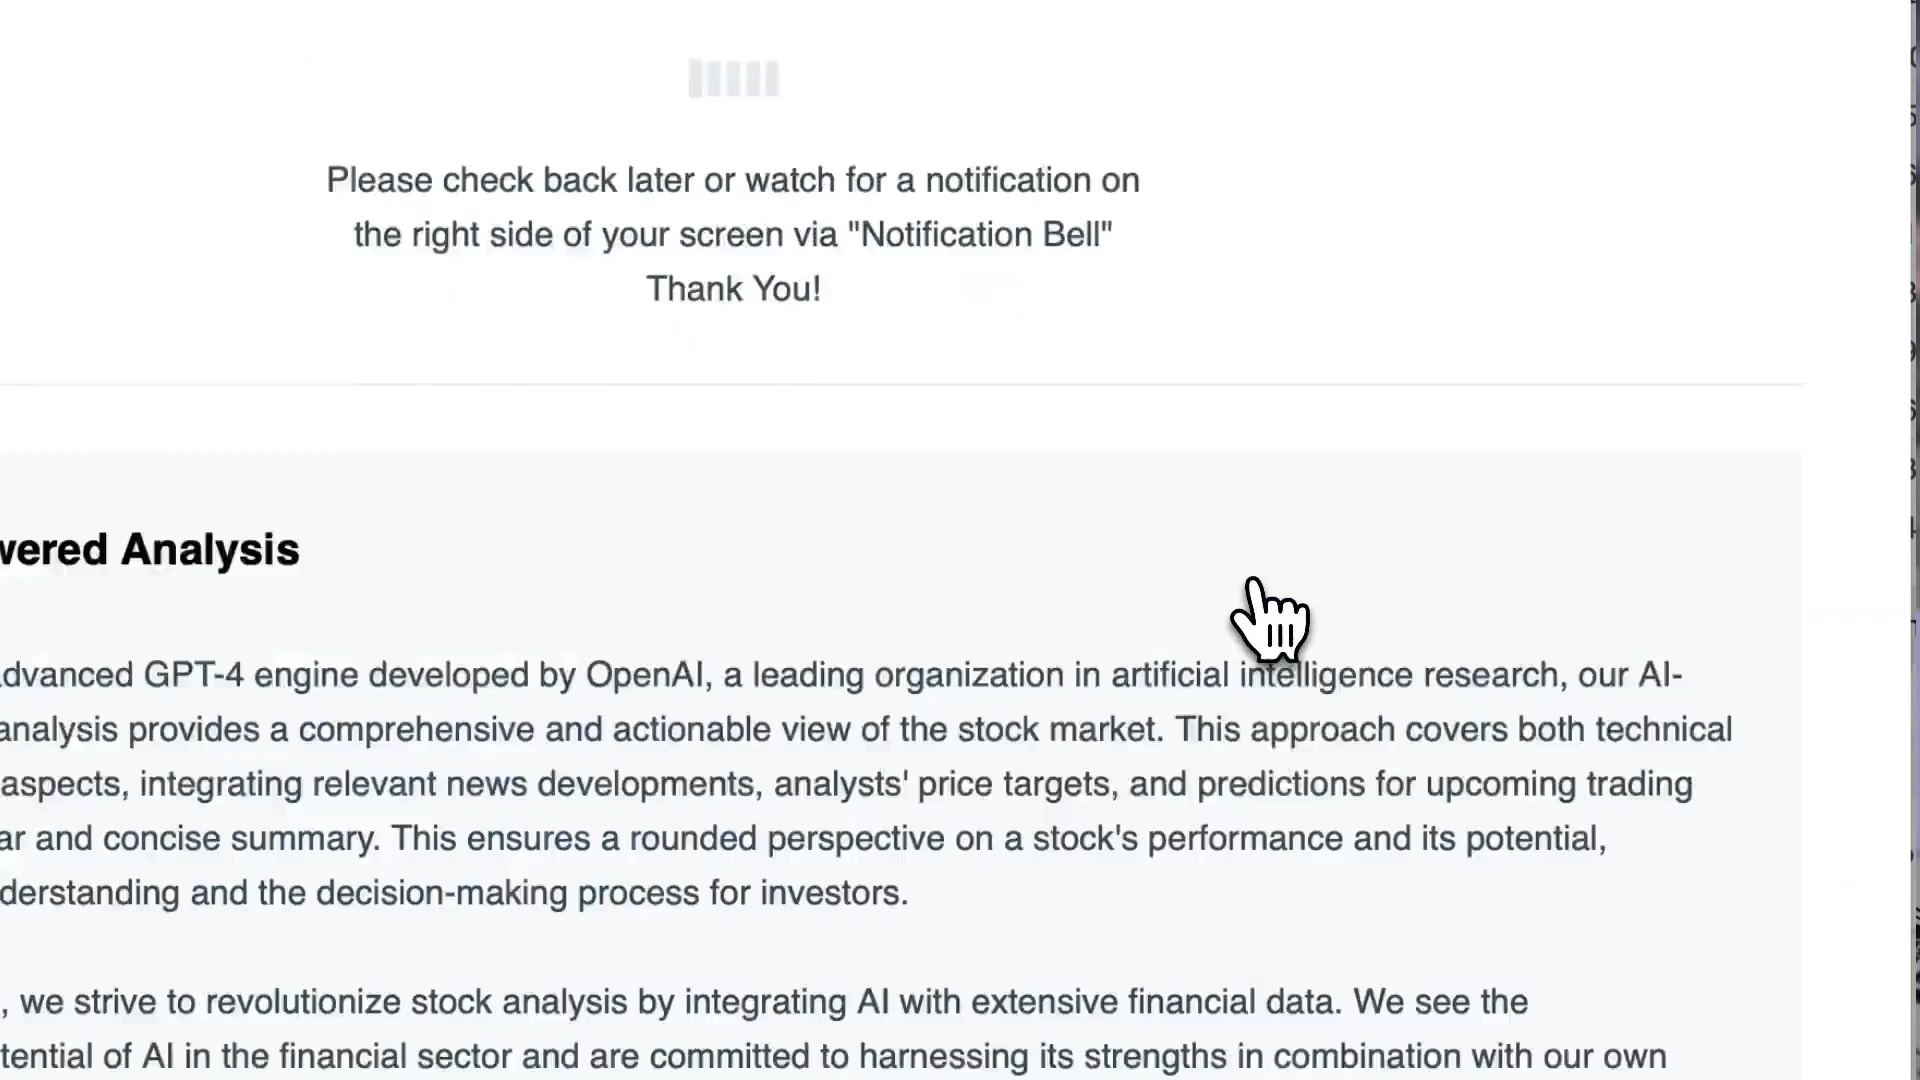 Please check back later or watch for a notification on
the right side of your screen via "Notification Bell"
Thank You!
wered Analysis
dvanced GPT-4 engine developed by OpenAI, a leading organization in artificial intelligence research, our AI-
analysis provides a comprehensive and actionable view of the stock market. This approach covers both technical
aspects, integrating relevant news developments, analysts' price targets, and predictions for upcoming trading
ar and concise summary. This ensures a rounded perspective on a stock's performance and its potential,
derstanding and the decision-making process for investors.
, we strive to revolutionize stock analysis by integrating AI with extensive financial data. We see the
tential of AI in the financial sector and are committed to harnessing its strengths in combination with our own